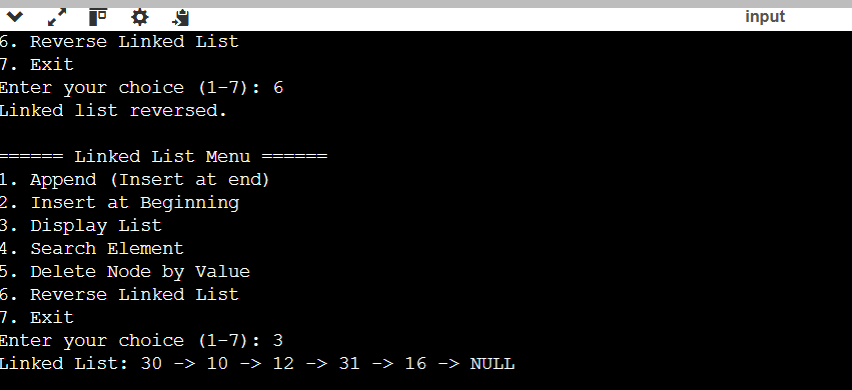 input
6. Reverse Linked List
7. Exit
Enter your choice (1-7): 6
Linked list reversed.
====== Linked List Menu ======
1. Append (Insert at end)
2. Insert at Beginning
3. Display List
4. Search Element
5. Delete Node by Value
6. Reverse Linked List
7. Exit
Enter your choice (1-7): 3
Linked List: 30 -> 10 -> 12 -> 31 -> 16 -> NULL